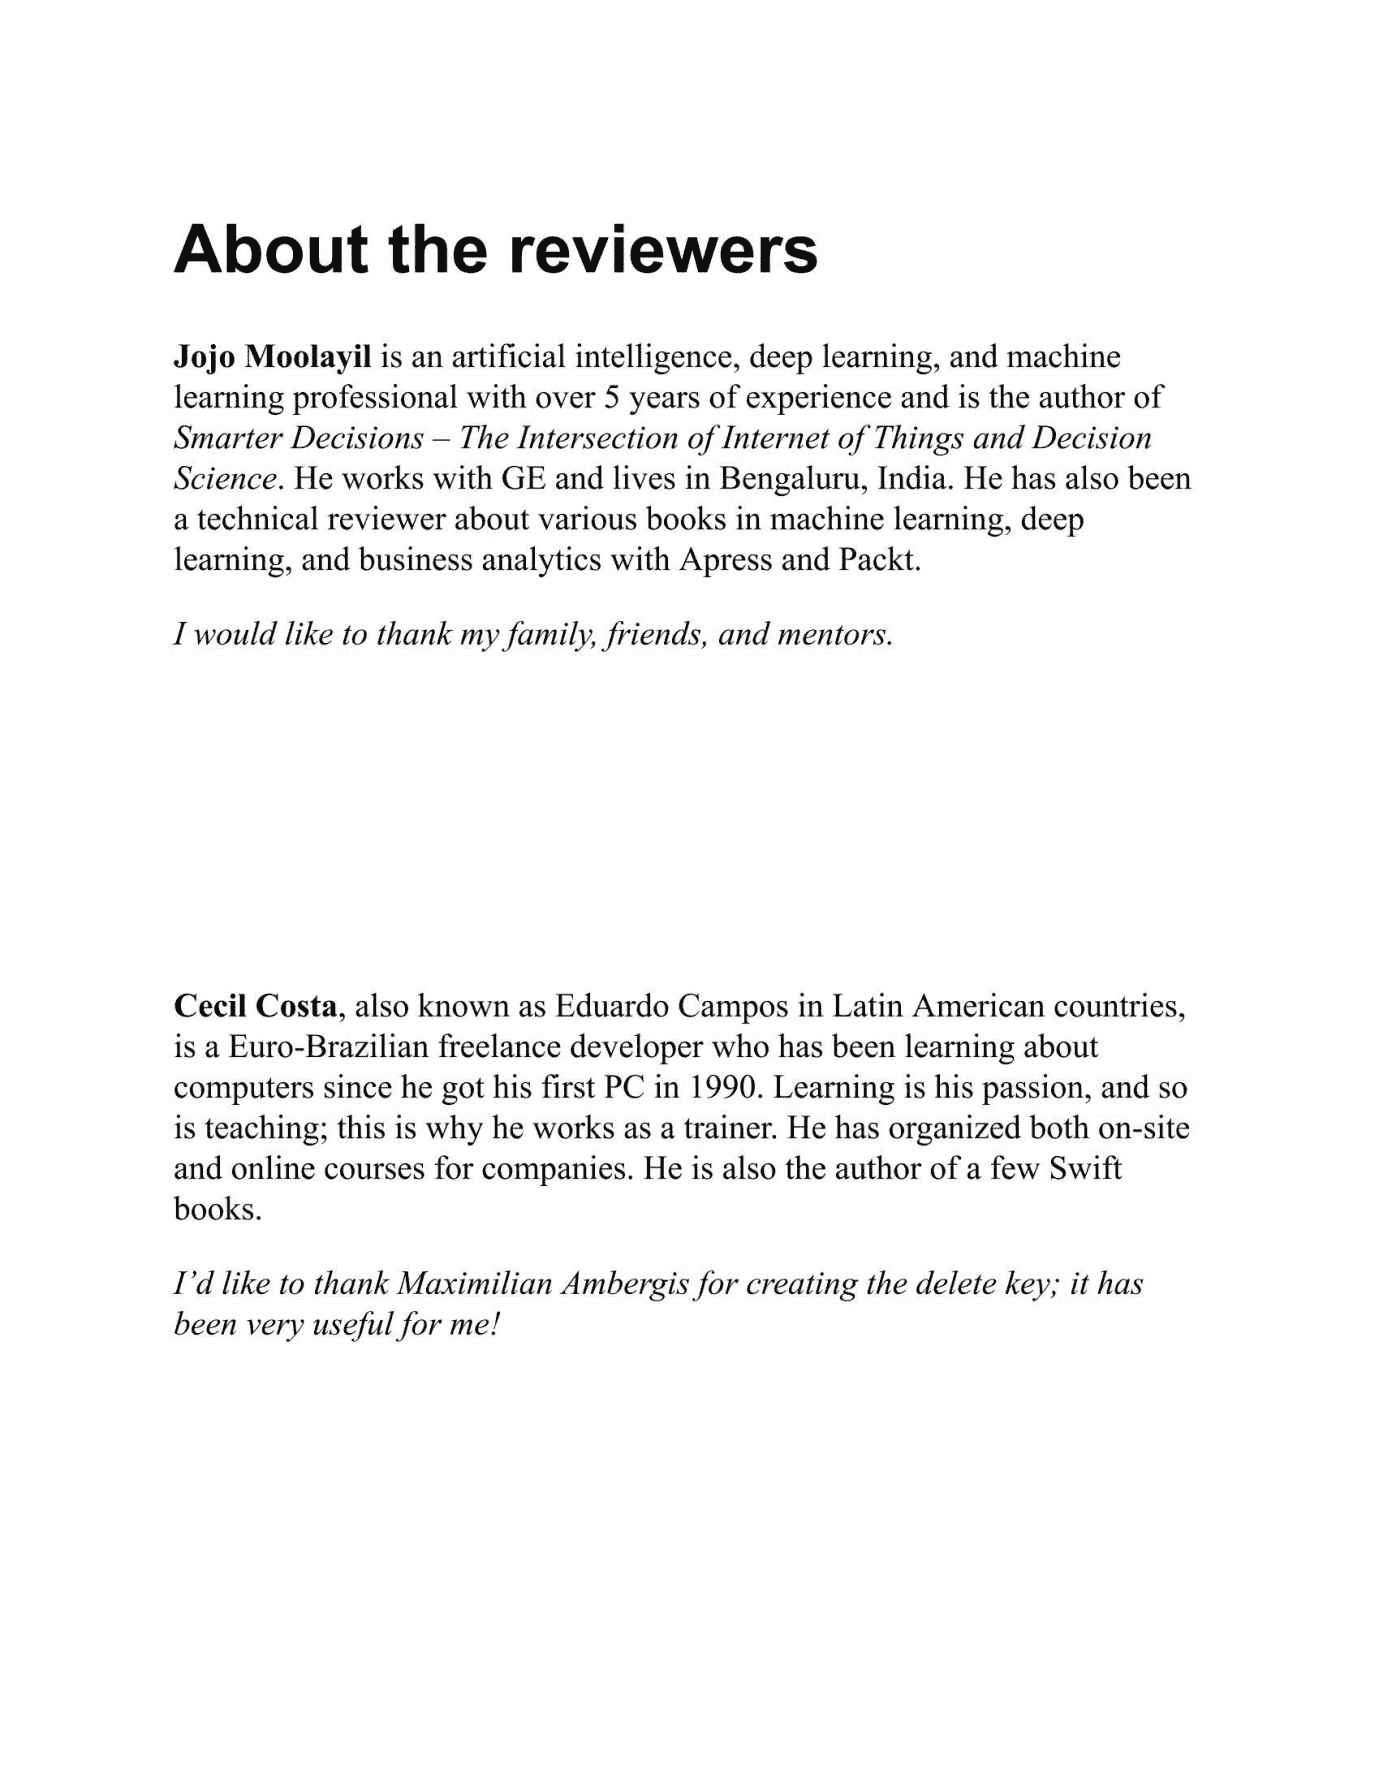 About the reviewers
Jojo Moolayil is an artificial intelligence, deep learning, and machine
learning professional with over 5 years of experience and is the author of
Smarter Decisions – The Intersection of Internet of Things and Decision
Science. He works with GE and lives in Bengaluru, India. He has also been
a technical reviewer about various books in machine learning, deep
learning, and business analytics with Apress and Packt.
I would like to thank my family, friends, and mentors.
Cecil Costa, also known as Eduardo Campos in Latin American countries,
is a Euro-Brazilian freelance developer who has been learning about
computers since he got his first PC in 1990. Learning is his passion, and so
is teaching; this is why he works as a trainer. He has organized both on-site
and online courses for companies. He is also the author of a few Swift
books.
I’d like to thank Maximilian Ambergis for creating the delete key; it has
been very useful for me!